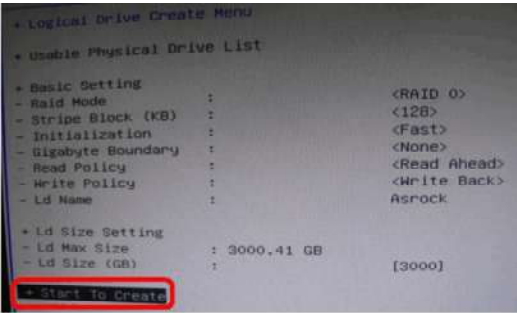 + Logical Drive Create Menu
+ Usable Physical Drive List
+ Basic Setting
- Raid Mode : <RAID 0>
- Stripe Block (KB) : <128>
- Initialization : <Fast>
- Gigabyte Boundary : <None>
- Read Policy : <Read Ahead>
- Write Policy : <Write Back>
- Ld Name : Asrock
+ Ld Size Setting
- Ld Max Size : 3000.41 GB
- Ld Size (GB) : [3000]
+ Start To Create